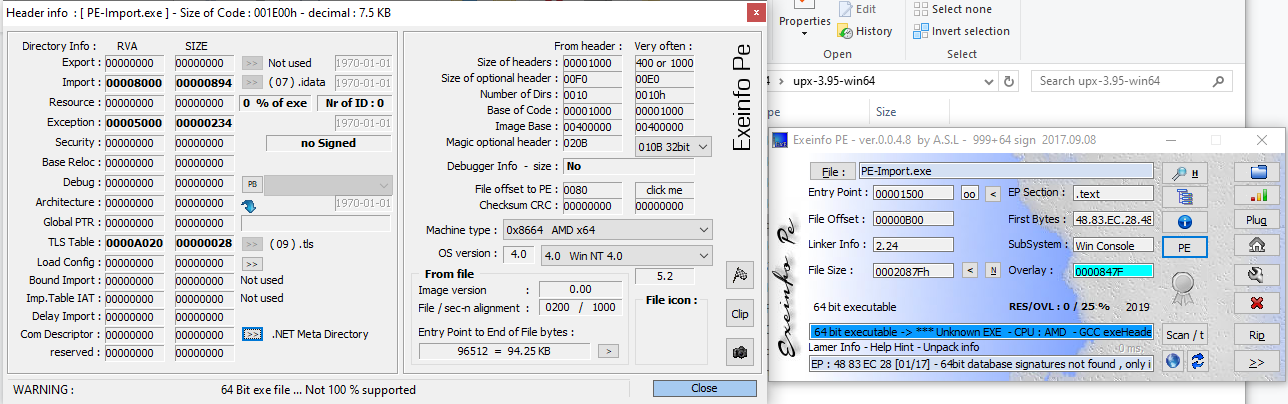 Header info : [ PE-Import.exe ] - Size of Code : 001E00h - decimal : 7.5 KB
Directory Info : RVA SIZE
Export : 00000000 00000000 >> Not used 1970-01-01
Import : 00008000 00000894 >> ( 07 ) .idata
Resource : 00000000 00000000 0 % of exe Nr of ID : 0
Exception : 00005000 00000234 1970-01-01
Security : 00000000 00000000 no Signed
Base Reloc : 00000000 00000000
Debug : 00000000 00000000 PB
Architecture : 00000000 00000000 1970-01-01
Global PTR : 00000000 00000000
TLS Table : 0000A020 00000028 >> ( 09 ) .tls
Load Config : 00000000 00000000 >>
Bound Import : 00000000 00000000 Not used
Imp.Table IAT : 00000000 00000000 Not used
Delay Import : 00000000 00000000
Com Descriptor : 00000000 00000000 >> .NET Meta Directory
reserved : 00000000 00000000
From header : Very often :
Size of headers : 00001000 400 or 1000
Size of optional header : 00F0 00E0
Number of Dirs : 0010 0010h
Base of Code : 00001000 00001000
Image Base : 00400000 00400000
Magic optional header : 020B 010B 32bit
Debugger Info - size : No
File offset to PE : 0080 click me
Checksum CRC : 00000000 00000000
Machine type : 0x8664 AMD x64
OS version : 4.0 4.0 Win NT 4.0
From file 5.2
Image version : 0.00 File icon :
File / sec-n alignment : 0200 / 1000
Entry Point to End of File bytes :
96512 = 94.25 KB >
Exeinfo Pe
Clip
WARNING : 64 Bit exe file ... Not 100 % supported Close
Properties
Edit
History
Open
Select none
Invert selection
Select
upx-3.95-win64
Search upx-3.95-win64
Size
Exeinfo PE - ver.0.0.4.8 by A.S.L - 999+64 sign 2017.09.08
File : PE-Import.exe H
Entry Point : 00001500 oo < EP Section : .text
File Offset : 00000B00 First Bytes : 48.83.EC.28.48 Plug
Linker Info : 2.24 SubSystem : Win Console PE
File Size : 0002087Fh < N Overlay : 0000847F
64 bit executable RES/OVL : 0 / 25 % 2019
64 bit executable -> *** Unknown EXE - CPU : AMD - GCC exeHeade Scan / t Rip
Lamer Info - Help Hint - Unpack info -0 ms.
EP : 48 83 EC 28 [01/17] - 64bit database signatures not found , only i >>
Exeinfo Pe